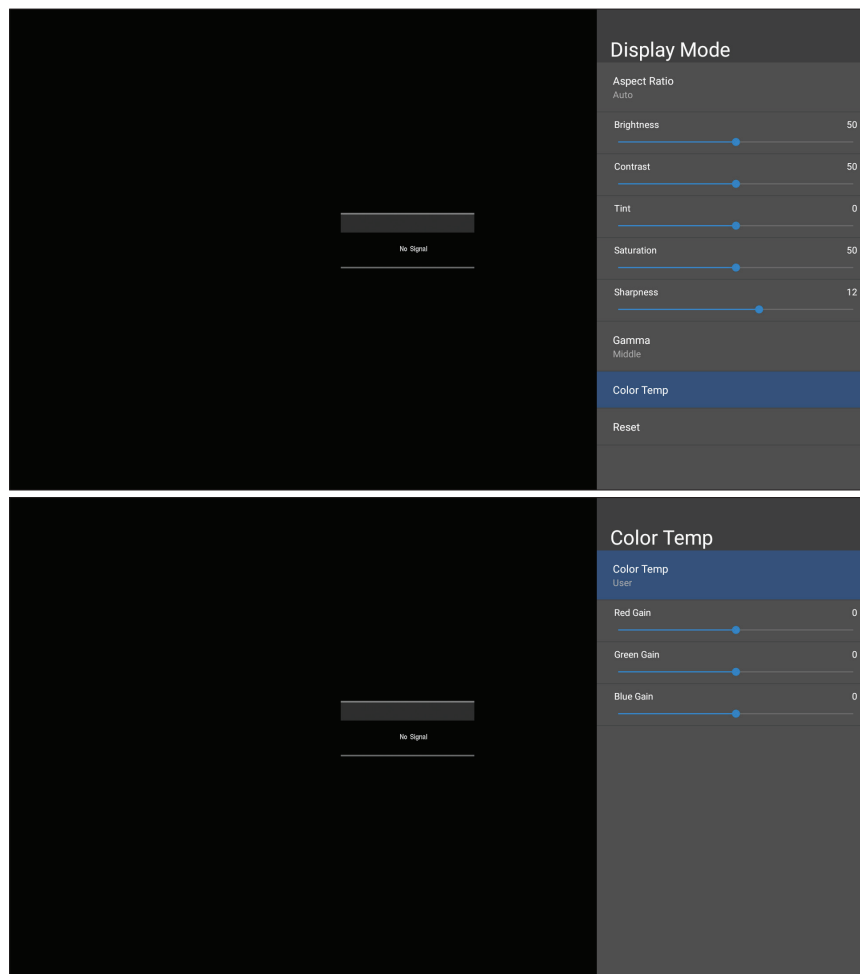 Display Mode
Aspect Ratio
Auto
Brightness 50
Contrast 50
Tint 0
No Signal
Saturation 50
Sharpness 12
Gamma
Middle
Color Temp
Reset
Color Temp
Color Temp
User
Red Gain 0
Green Gain 0
Blue Gain 0
No Signal